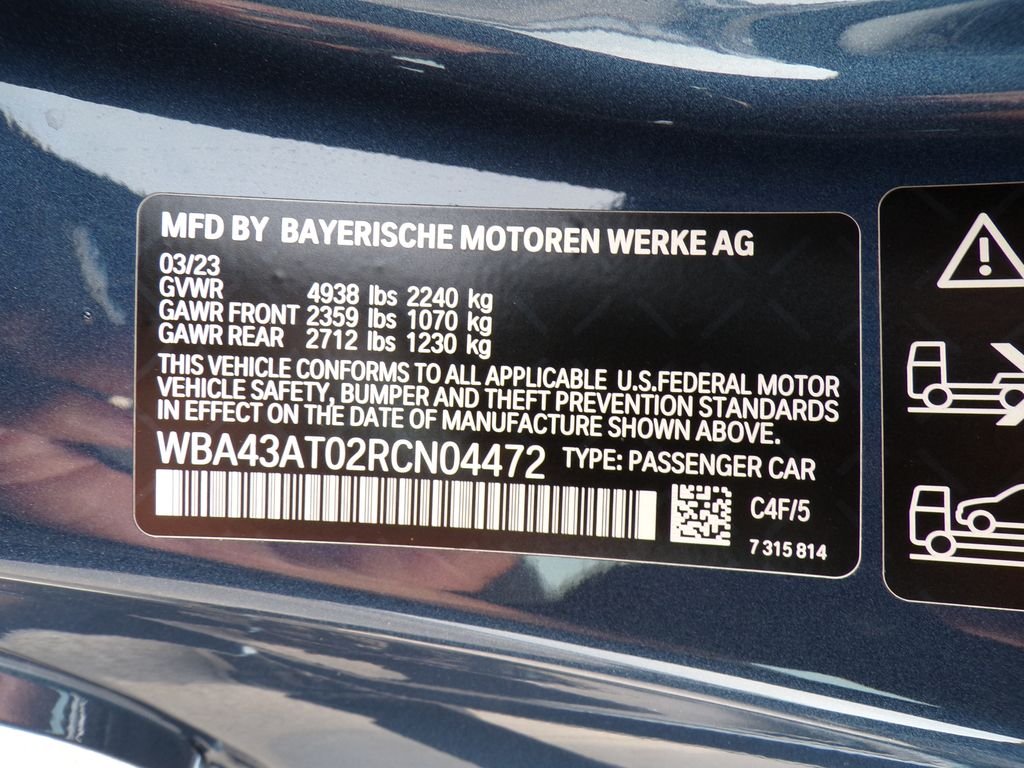 MFD BY BAYERISCHE MOTOREN WERKE AG
03/23
GVWR 4938 lbs 2240 kg
GAWR FRONT 2359 lbs 1070 kg
GAWR REAR 2712 lbs 1230 kg
THIS VEHICLE CONFORMS TO ALL APPLICABLE U.S.FEDERAL MOTOR
VEHICLE SAFETY, BUMPER AND THEFT PREVENTION STANDARDS
IN EFFECT ON THE DATE OF MANUFACTURE SHOWN ABOVE.
WBA43AT02RCN04472 TYPE: PASSENGER CAR
C4F/5
7 315 814